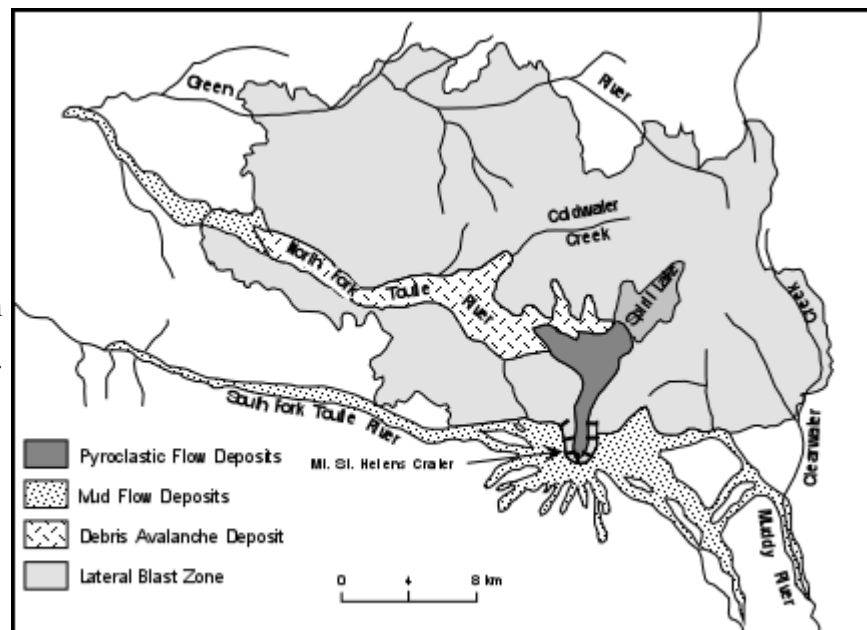 Green
River
Coldwater
Creek
North Fork Toutle
River
Spirit Lake
Creek
Clearwater
South Fork Toutle River
Mt. St. Helens Crater
Muddy
River
Pyroclastic Flow Deposits
Mud Flow Deposits
Debris Avalanche Deposit
Lateral Blast Zone
0 4 8 km